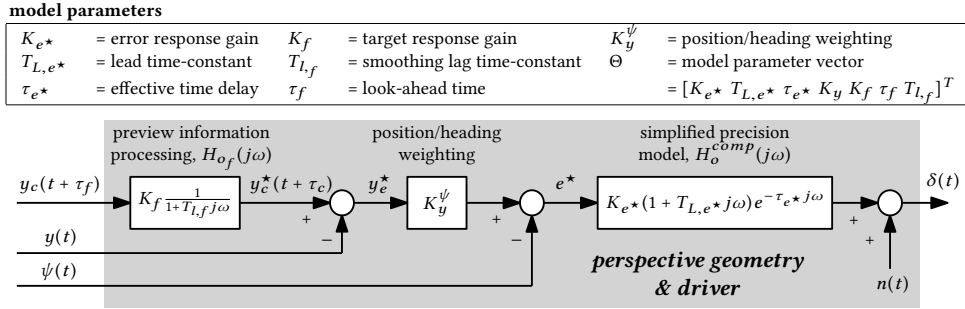 model parameters
K_{e⋆} = error response gain K_f = target response gain K_y^ψ = position/heading weighting
T_{L,e⋆} = lead time-constant T_{l,f} = smoothing lag time-constant Θ = model parameter vector
τ_{e⋆} = effective time delay τ_f = look-ahead time = [K_{e⋆} T_{L,e⋆} τ_{e⋆} K_y K_f τ_f T_{l,f}]^T
preview information
processing, H_{o_f}(jω)
position/heading
weighting
simplified precision
model, H_o^{comp}(jω)
y_c(t + τ_f)
K_f \frac{1}{1+T_{l,f}jω}
y_c^⋆(t + τ_c)
+
−
y_e^⋆
K_y^ψ
+
−
e^⋆
K_{e⋆}(1 + T_{L,e⋆}jω)e^{−τ_{e⋆}jω}
+
+
δ(t)
y(t)
ψ(t)
perspective geometry
& driver
n(t)